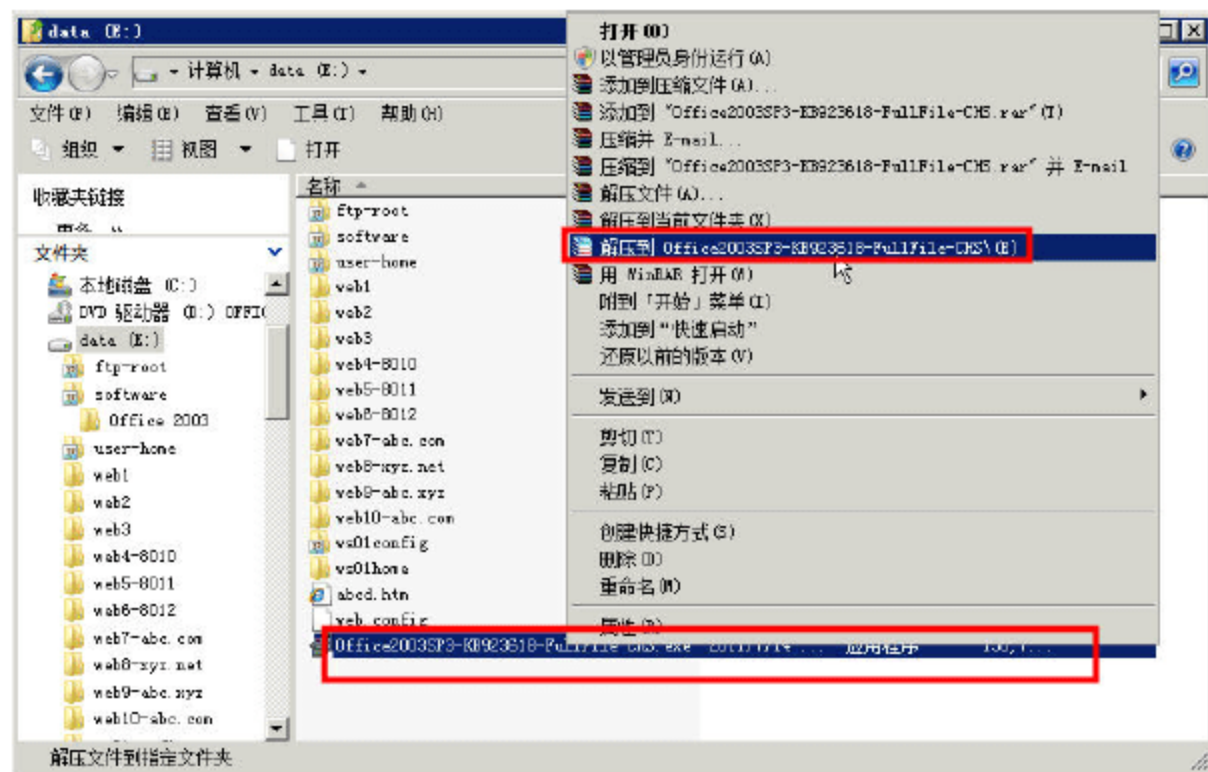 data (E:)
计算机 data (E:)
文件(F) 编辑(E) 查看(V) 工具(T) 帮助(H)
组织 视图 打开
收藏夹链接
文件夹
本地磁盘 (C:)
DVD 驱动器 (D:) OFFI
data (E:)
ftp-root
software
Office 2003
user-home
web1
web2
web3
web4-8010
web5-8011
web6-8012
web7-abc.com
web8-xyz.net
web9-abc.xyz
web10-abc.com
名称
ftp-root
software
user-home
web1
web2
web3
web4-8010
web5-8011
web6-8012
web7-abc.com
web8-xyz.net
web9-abc.xyz
web10-abc.com
vs01config
vs01home
abcd.htm
web.config
Office2003SP3-KB923618-FullFile-CHS.exe 应用程序
打开(O)
以管理员身份运行(A)
添加到压缩文件(A)...
添加到 "Office2003SP3-KB923618-FullFile-CHS.rar"(T)
压缩并 E-mail...
压缩到 "Office2003SP3-KB923618-FullFile-CHS.rar" 并 E-mail
解压文件(A)...
解压到当前文件夹(X)
解压到 Office2003SP3-KB923618-FullFile-CHS\(E)
用 WinRAR 打开(W)
附到「开始」菜单(I)
添加到“快速启动”
还原以前的版本(V)
发送到(N)
剪切(T)
复制(C)
粘贴(P)
创建快捷方式(S)
删除(D)
重命名(M)
属性(R)
解压文件到指定文件夹